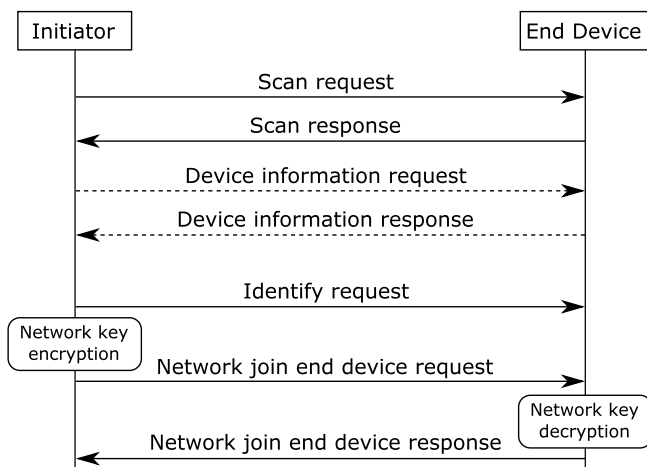 Initiator
End Device
Scan request
Scan response
Device information request
Device information response
Identify request
Network key
encryption
Network join end device request
Network key
decryption
Network join end device response